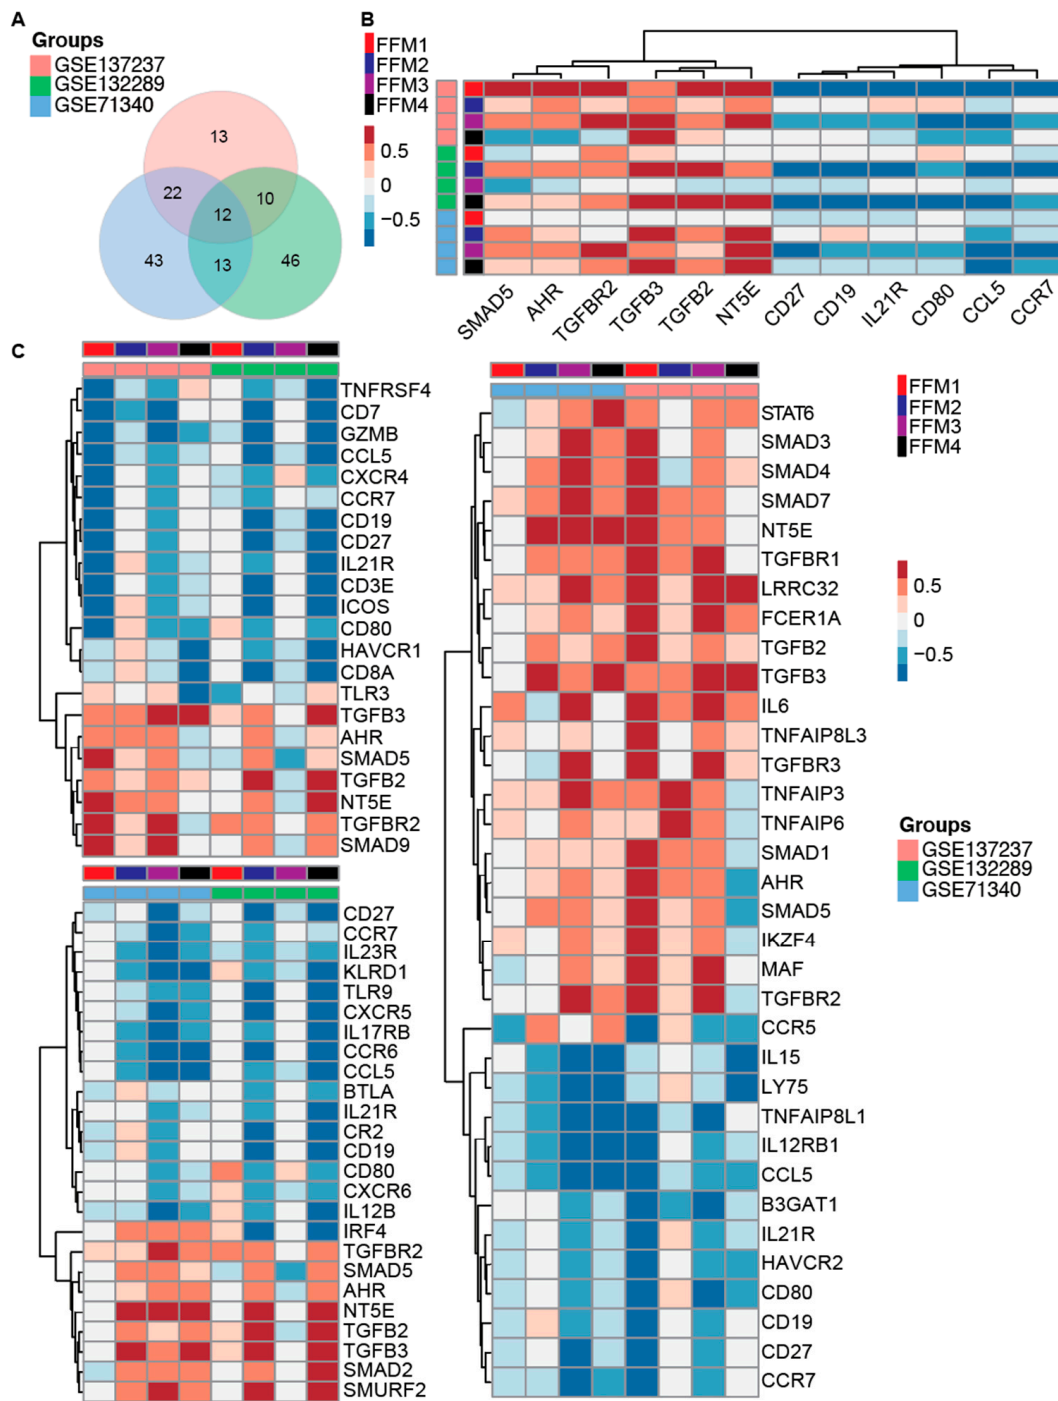 A
Groups
GSE137237
GSE132289
GSE71340
13
22
10
12
43
13
46
B
FFM1
FFM2
FFM3
FFM4
0.5
0
−0.5
SMAD5
AHR
TGFBR2
TGFB3
TGFB2
NT5E
CD27
CD19
IL21R
CD80
CCL5
CCR7
C
TNFRSF4
CD7
GZMB
CCL5
CXCR4
CCR7
CD19
CD27
IL21R
CD3E
ICOS
CD80
HAVCR1
CD8A
TLR3
TGFB3
AHR
SMAD5
TGFB2
NT5E
TGFBR2
SMAD9
CD27
CCR7
IL23R
KLRD1
TLR9
CXCR5
IL17RB
CCR6
CCL5
BTLA
IL21R
CR2
CD19
CD80
CXCR6
IL12B
IRF4
TGFBR2
SMAD5
AHR
NT5E
TGFB2
TGFB3
SMAD2
SMURF2
STAT6
SMAD3
SMAD4
SMAD7
NT5E
TGFBR1
LRRC32
FCER1A
TGFB2
TGFB3
IL6
TNFAIP8L3
TGFBR3
TNFAIP3
TNFAIP6
SMAD1
AHR
SMAD5
IKZF4
MAF
TGFBR2
CCR5
IL15
LY75
TNFAIP8L1
IL12RB1
CCL5
B3GAT1
IL21R
HAVCR2
CD80
CD19
CD27
CCR7
FFM1
FFM2
FFM3
FFM4
0.5
0
−0.5
Groups
GSE137237
GSE132289
GSE71340